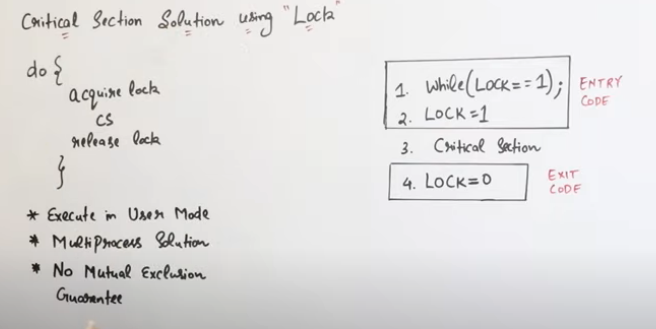 Critical Section Solution using "Lock"
do {
acquire lock
CS
release lock
}
* Execute in User Mode
* Multiprocess Solution
* No Mutual Exclusion
Guarantee
1. while(LOCK==1);
2. LOCK=1
ENTRY
CODE
3. Critical Section
4. LOCK=0
EXIT
CODE